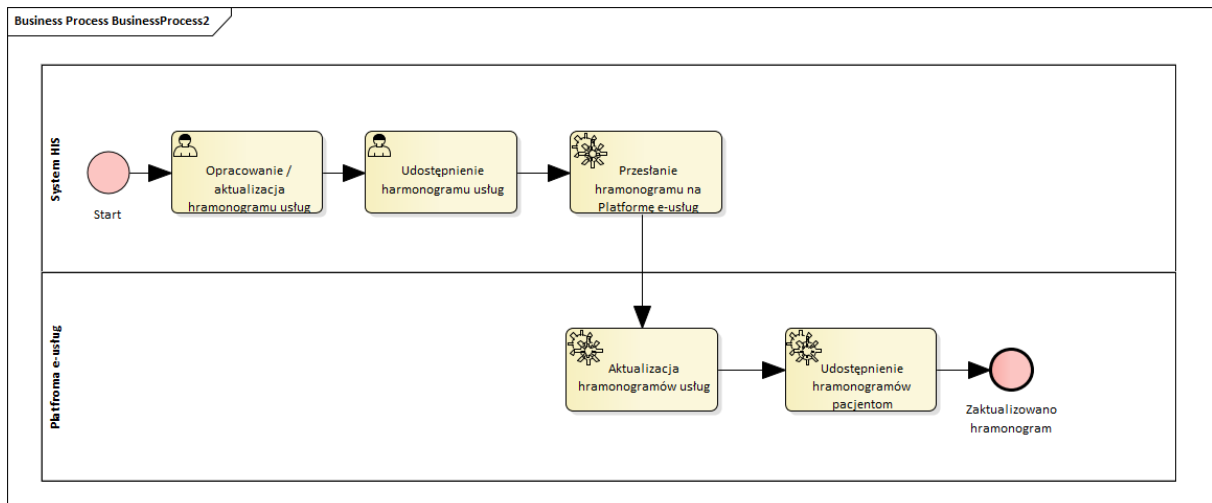 Business Process BusinessProcess2
System HIS
Start
Opracowanie /
aktualizacja
hramonogramu usług
Udostępnienie
harmonogramu usług
Przesłanie
hramonogramu na
Platformę e-usług
Platfroma e-usług
Aktualizacja
hramonogramów usług
Udostępnienie
hramonogramów
pacjentom
Zaktualizowano
hramonogram